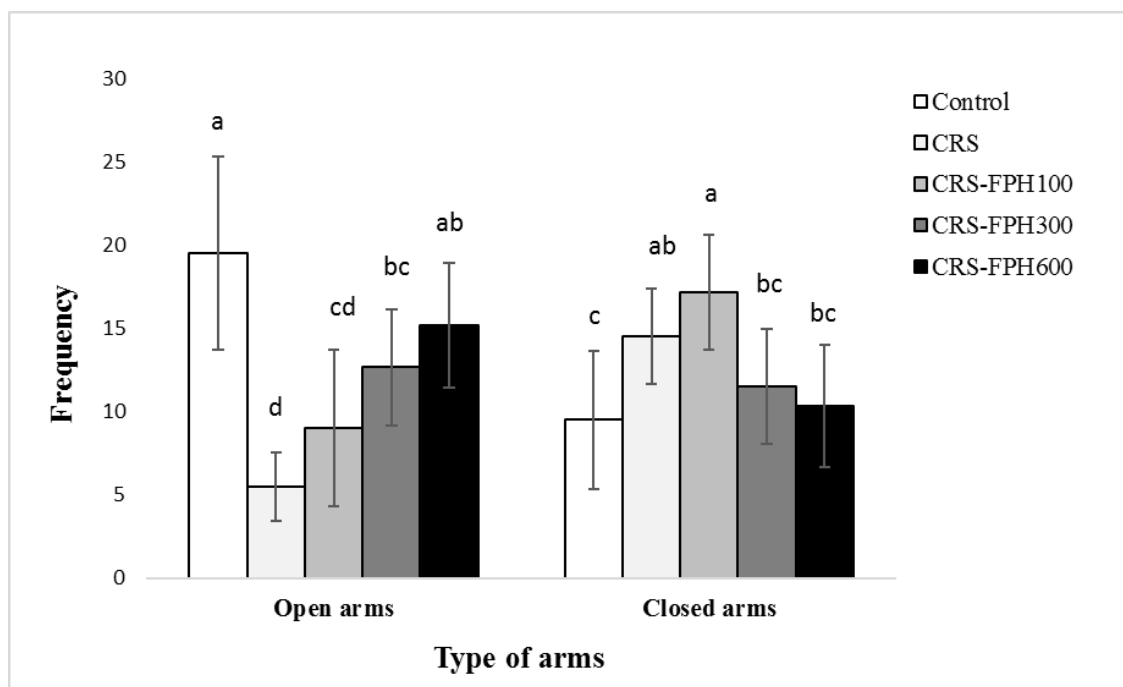 30
25
20
15
10
5
0
Frequency
a
d
cd
bc
ab
c
ab
a
bc
bc
Open arms
Closed arms
Type of arms
Control
CRS
CRS-FPH100
CRS-FPH300
CRS-FPH600